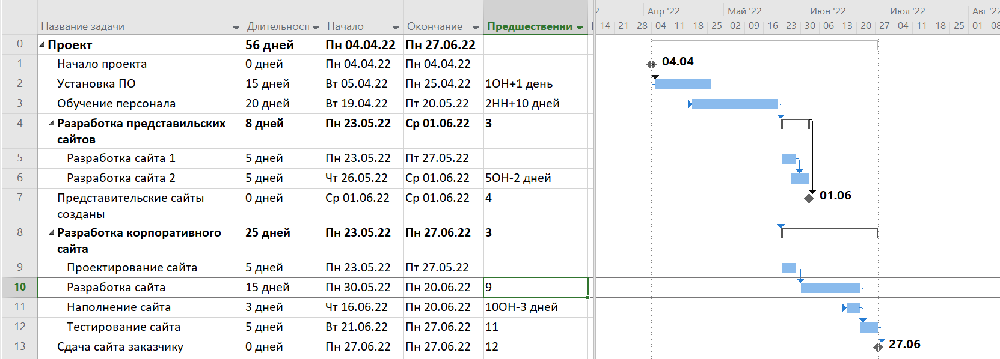 2 Апр '22 Май '22 Июн '22 Июл '22 Авг '22
Название задачи Длительность Начало Окончание Предшественни 14 21 28 04 11 18 25 02 09 16 23 30 06 13 20 27 04 11 18 25 01 08
0 Проект 56 дней Пн 04.04.22 Пн 27.06.22
1 Начало проекта 0 дней Пн 04.04.22 Пн 04.04.22 04.04
2 Установка ПО 15 дней Вт 05.04.22 Пн 25.04.22 1ОН+1 день
3 Обучение персонала 20 дней Вт 19.04.22 Пт 20.05.22 2НН+10 дней
4 Разработка представильских 8 дней Пн 23.05.22 Ср 01.06.22 3
сайтов
5 Разработка сайта 1 5 дней Пн 23.05.22 Пт 27.05.22
6 Разработка сайта 2 5 дней Чт 26.05.22 Ср 01.06.22 5ОН-2 дней
7 Представительские сайты 0 дней Ср 01.06.22 Ср 01.06.22 4 01.06
созданы
8 Разработка корпоративного 25 дней Пн 23.05.22 Пн 27.06.22 3
сайта
9 Проектирование сайта 5 дней Пн 23.05.22 Пт 27.05.22
10 Разработка сайта 15 дней Пн 30.05.22 Пн 20.06.22 9
11 Наполнение сайта 3 дней Чт 16.06.22 Пн 20.06.22 10ОН-3 дней
12 Тестирование сайта 5 дней Вт 21.06.22 Пн 27.06.22 11
13 Сдача сайта заказчику 0 дней Пн 27.06.22 Пн 27.06.22 12 27.06